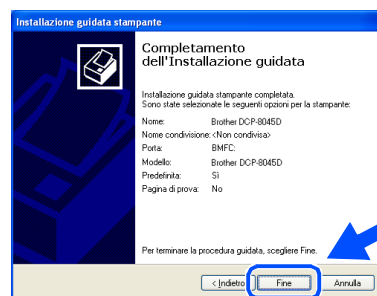 Installazione guidata stampante
Completamento
dell'Installazione guidata
Installazione guidata stampante completata.
Sono state selezionate le seguenti opzioni per la stampante:
Nome: Brother DCP-8045D
Nome condivisione: <Non condivisa>
Porta: BMFC:
Modello: Brother DCP-8045D
Predefinita: Sì
Pagina di prova: No
Per terminare la procedura guidata, scegliere Fine.
< Indietro Fine Annulla